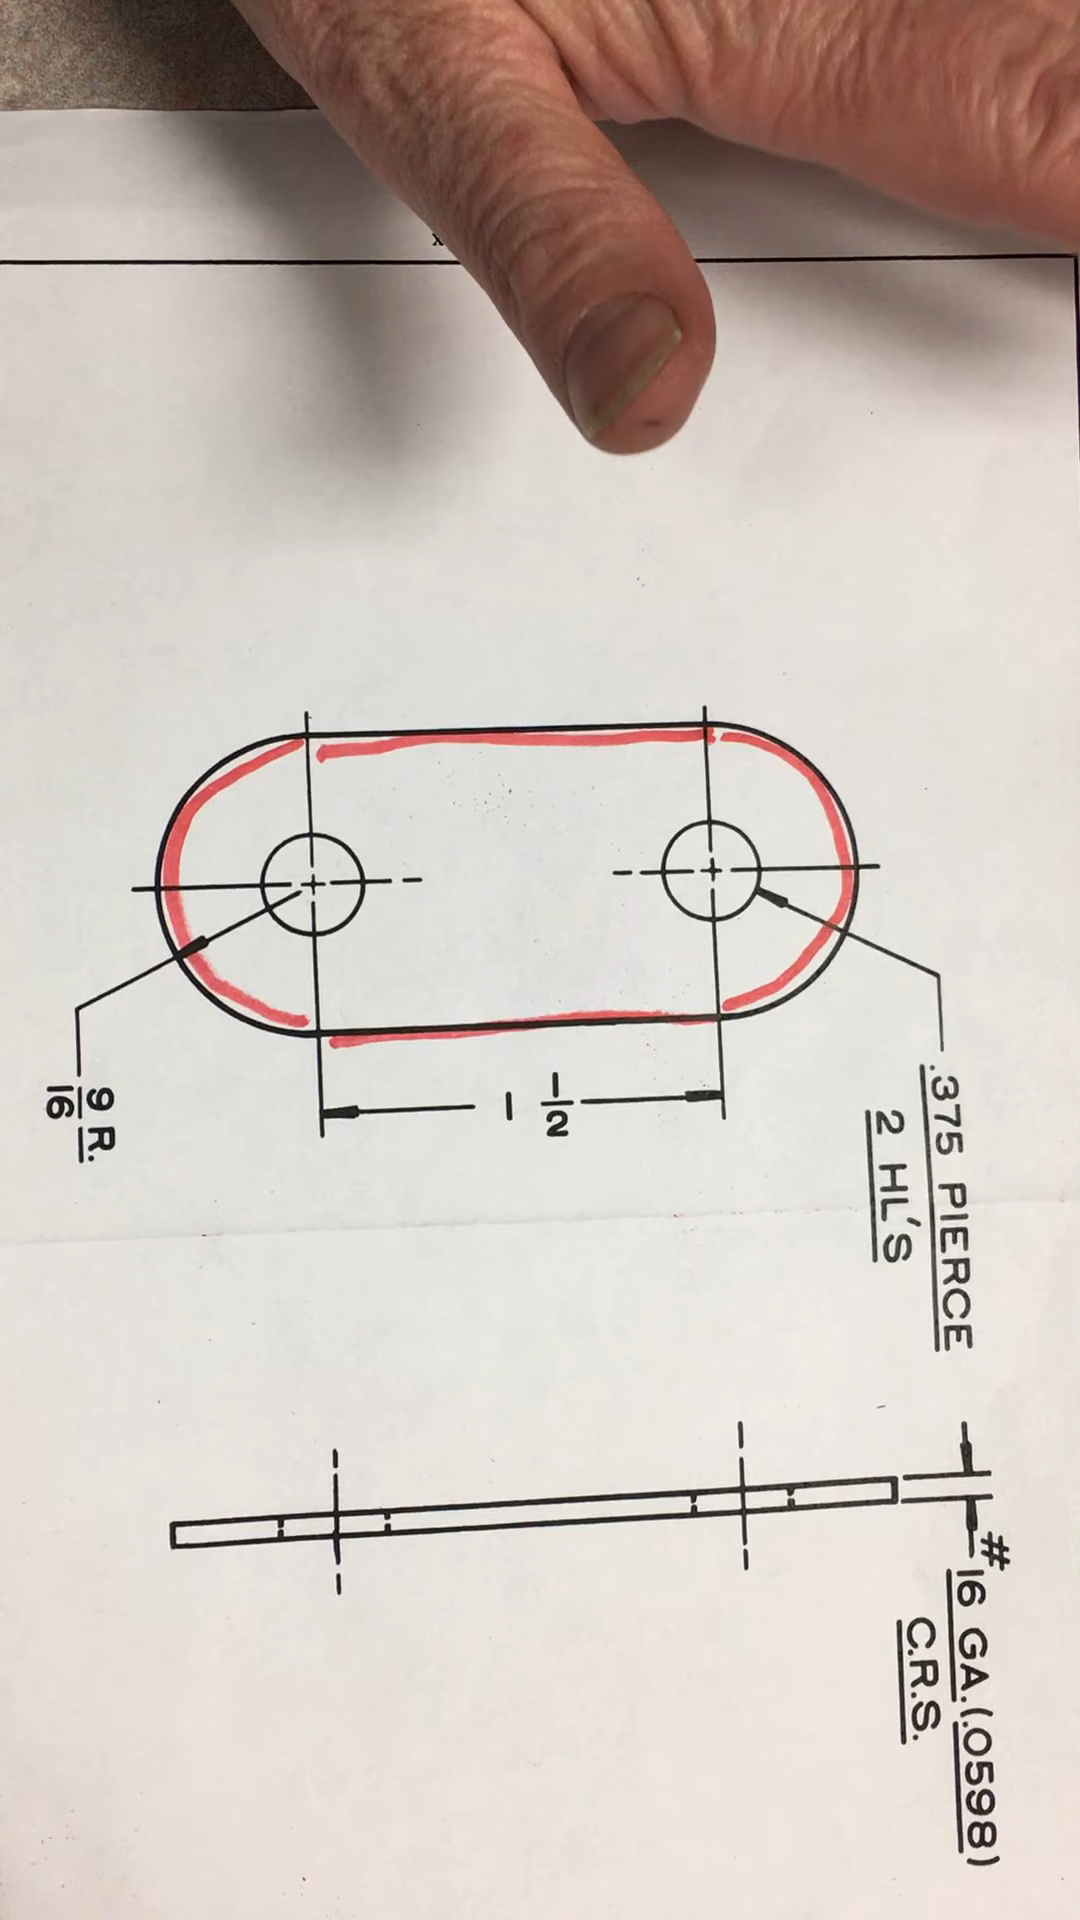 x
.375 PIERCE
2 HL'S
9 R.
16
1 1/2
#16 GA.(.0598)
C.R.S.